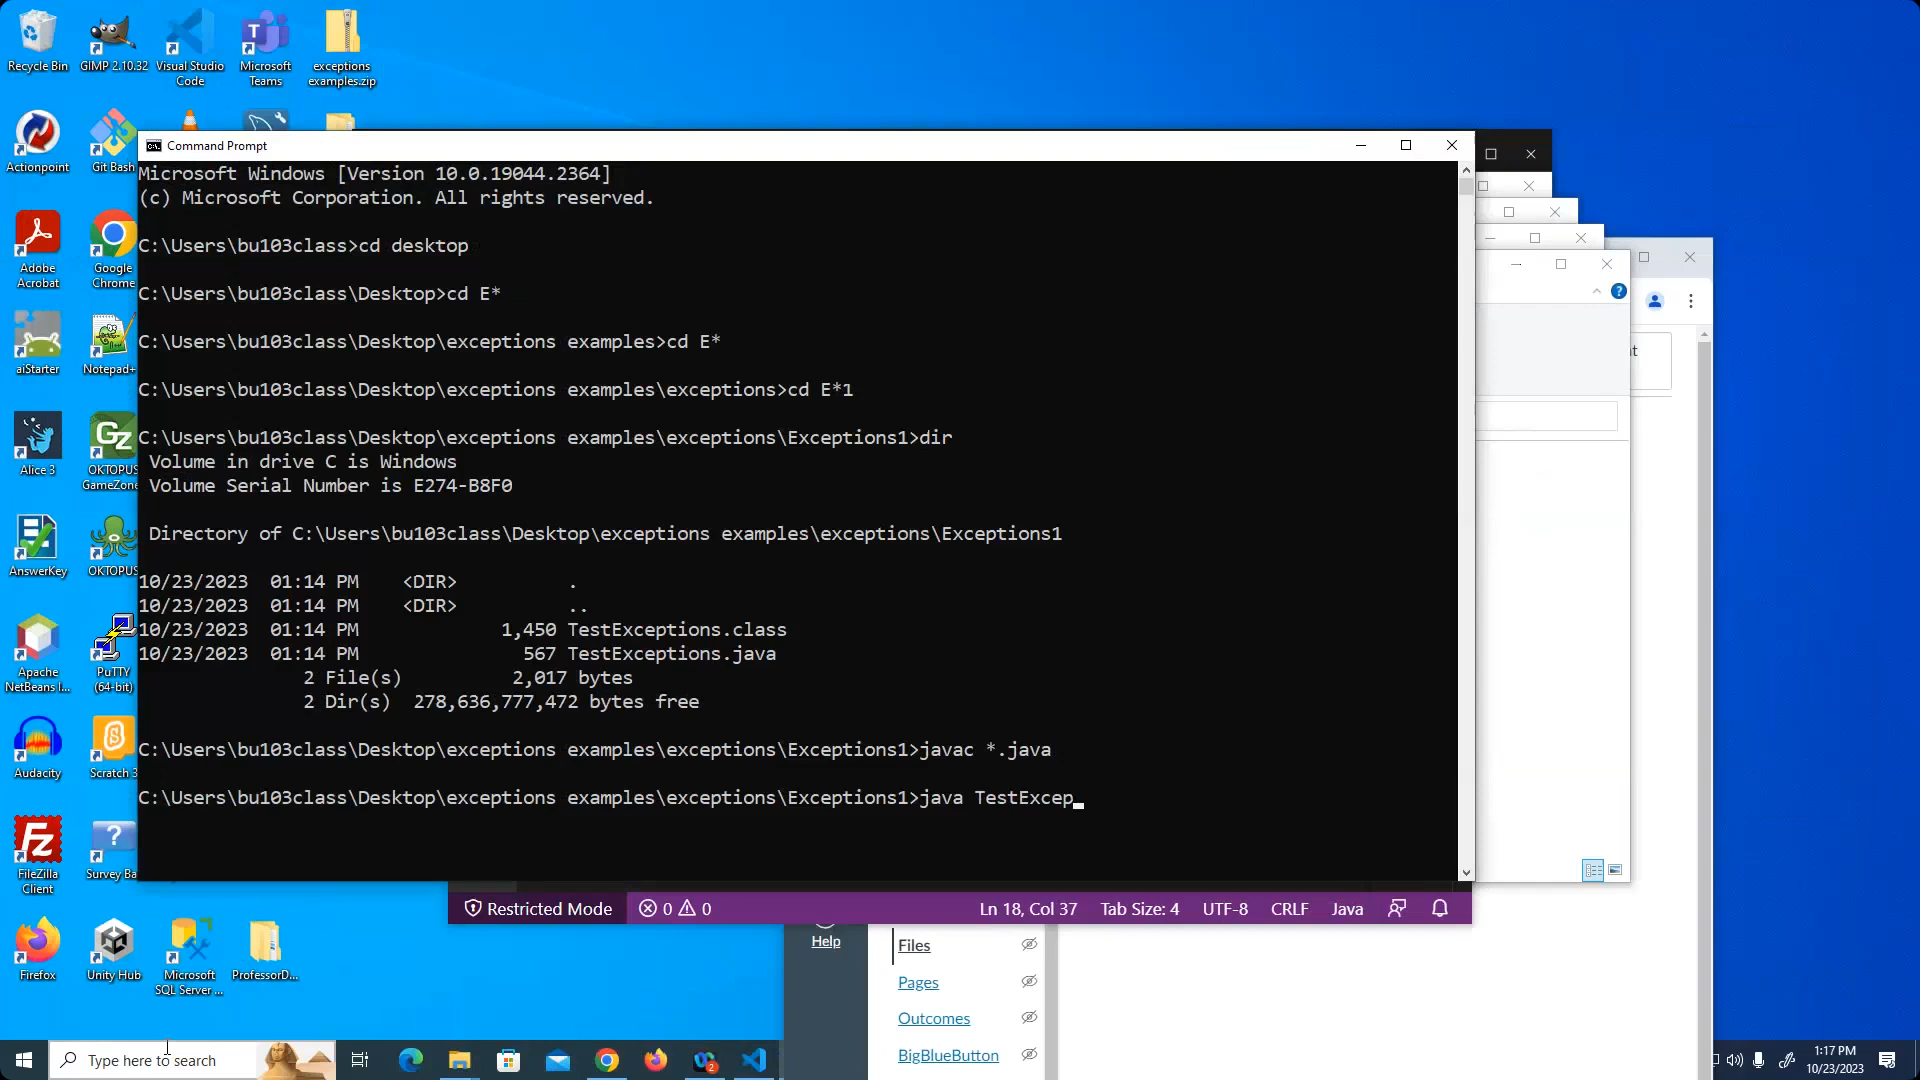 Recycle Bin
GIMP 2.10.32
Visual Studio
Code
Microsoft
Teams
exceptions
examples.zip
Actionpoint
Git Bash
Adobe
Acrobat
Google
Chrome
aiStarter
Notepad+
Alice 3
OKTOPUS
GameZone
AnswerKey
OKTOPUS
Apache
NetBeans I...
PuTTY
(64-bit)
Audacity
Scratch 3
FileZilla
Client
Survey Ba
Firefox
Unity Hub
Microsoft
SQL Server ...
ProfessorD...
Command Prompt
Microsoft Windows [Version 10.0.19044.2364]
(c) Microsoft Corporation. All rights reserved.
C:\Users\bu103class>cd desktop
C:\Users\bu103class\Desktop>cd E*
C:\Users\bu103class\Desktop\exceptions examples>cd E*
C:\Users\bu103class\Desktop\exceptions examples\exceptions>cd E*1
C:\Users\bu103class\Desktop\exceptions examples\exceptions\Exceptions1>dir
Volume in drive C is Windows
Volume Serial Number is E274-B8F0
Directory of C:\Users\bu103class\Desktop\exceptions examples\exceptions\Exceptions1
10/23/2023  01:14 PM    <DIR>          .
10/23/2023  01:14 PM    <DIR>          ..
10/23/2023  01:14 PM             1,450 TestExceptions.class
10/23/2023  01:14 PM               567 TestExceptions.java
2 File(s)          2,017 bytes
2 Dir(s)  278,636,777,472 bytes free
C:\Users\bu103class\Desktop\exceptions examples\exceptions\Exceptions1>javac *.java
C:\Users\bu103class\Desktop\exceptions examples\exceptions\Exceptions1>java TestExcep
Restricted Mode
0
0
Ln 18, Col 37
Tab Size: 4
UTF-8
CRLF
Java
Help
Files
Pages
Outcomes
BigBlueButton
Type here to search
2
1:17 PM
10/23/2023